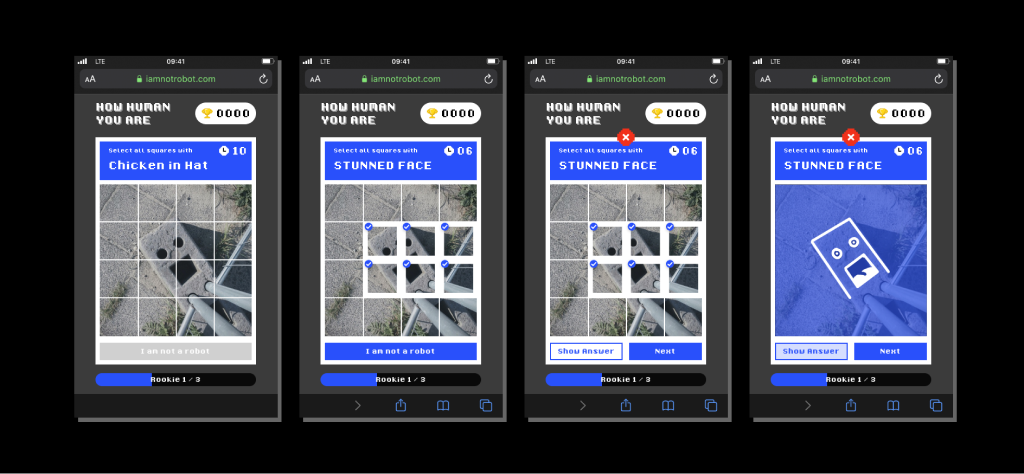 LTE 09:41
AA iamnotrobot.com
HOW HUMAN
YOU ARE
0000
Select all squares with
10
Chicken in Hat
I am not a robot
Rookie 1 / 3
LTE 09:41
AA iamnotrobot.com
HOW HUMAN
YOU ARE
0000
Select all squares with
06
STUNNED FACE
I am not a robot
Rookie 1 / 3
LTE 09:41
AA iamnotrobot.com
HOW HUMAN
YOU ARE
0000
Select all squares with
06
STUNNED FACE
Show Answer Next
Rookie 1 / 3
LTE 09:41
AA iamnotrobot.com
HOW HUMAN
YOU ARE
0000
Select all squares with
06
STUNNED FACE
Show Answer Next
Rookie 1 / 3